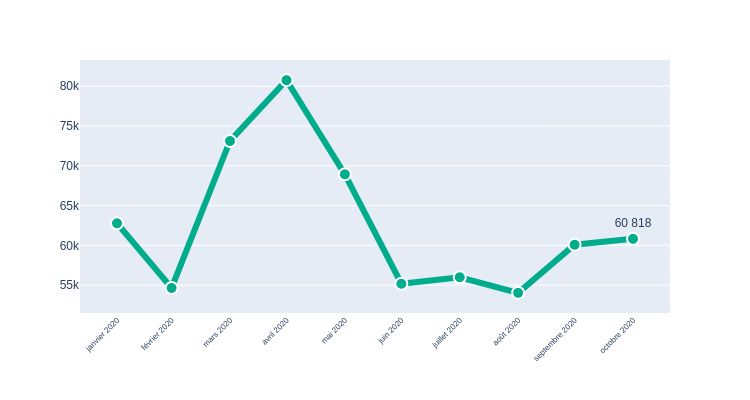 80k
75k
70k
65k
60k
55k
60 818
janvier 2020
février 2020
mars 2020
avril 2020
mai 2020
juin 2020
juillet 2020
août 2020
septembre 2020
octobre 2020